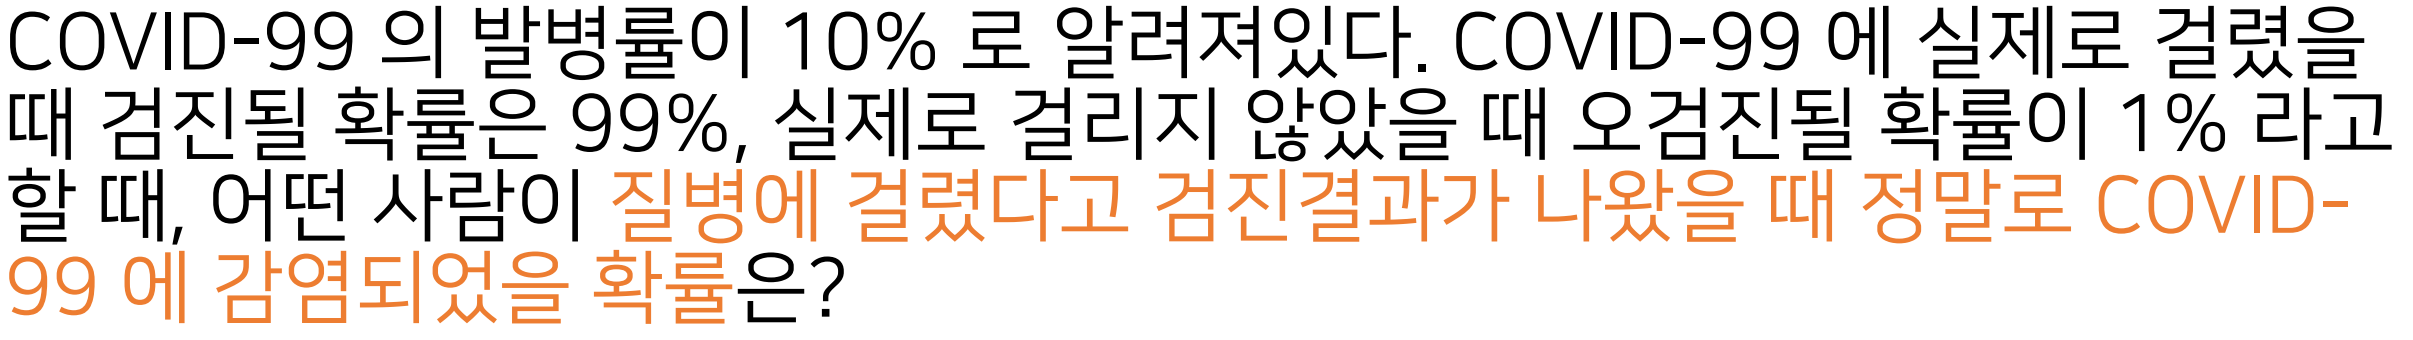 COVID-99 의 발병률이 10% 로 알려져있다. COVID-99 에 실제로 걸렸을
때 검진될 확률은 99%, 실제로 걸리지 않았을 때 오검진될 확률이 1% 라고
할 때, 어떤 사람이 질병에 걸렸다고 검진결과가 나왔을 때 정말로 COVID-
99 에 감염되었을 확률은?